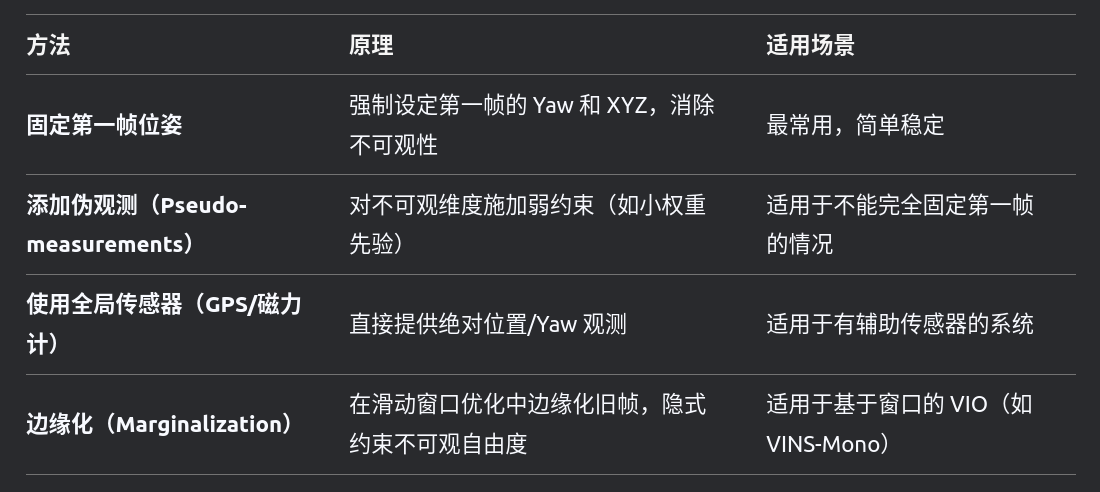 方法 原理 适用场景
固定第一帧位姿
强制设定第一帧的 Yaw 和 XYZ，消除
不可观性
最常用，简单稳定
添加伪观测（Pseudo-
measurements）
对不可观维度施加弱约束（如小权重
先验）
适用于不能完全固定第一帧
的情况
使用全局传感器（GPS/磁力
计）
直接提供绝对位置/Yaw 观测
适用于有辅助传感器的系统
边缘化（Marginalization）
在滑动窗口优化中边缘化旧帧，隐式
约束不可观自由度
适用于基于窗口的 VIO（如
VINS-Mono）